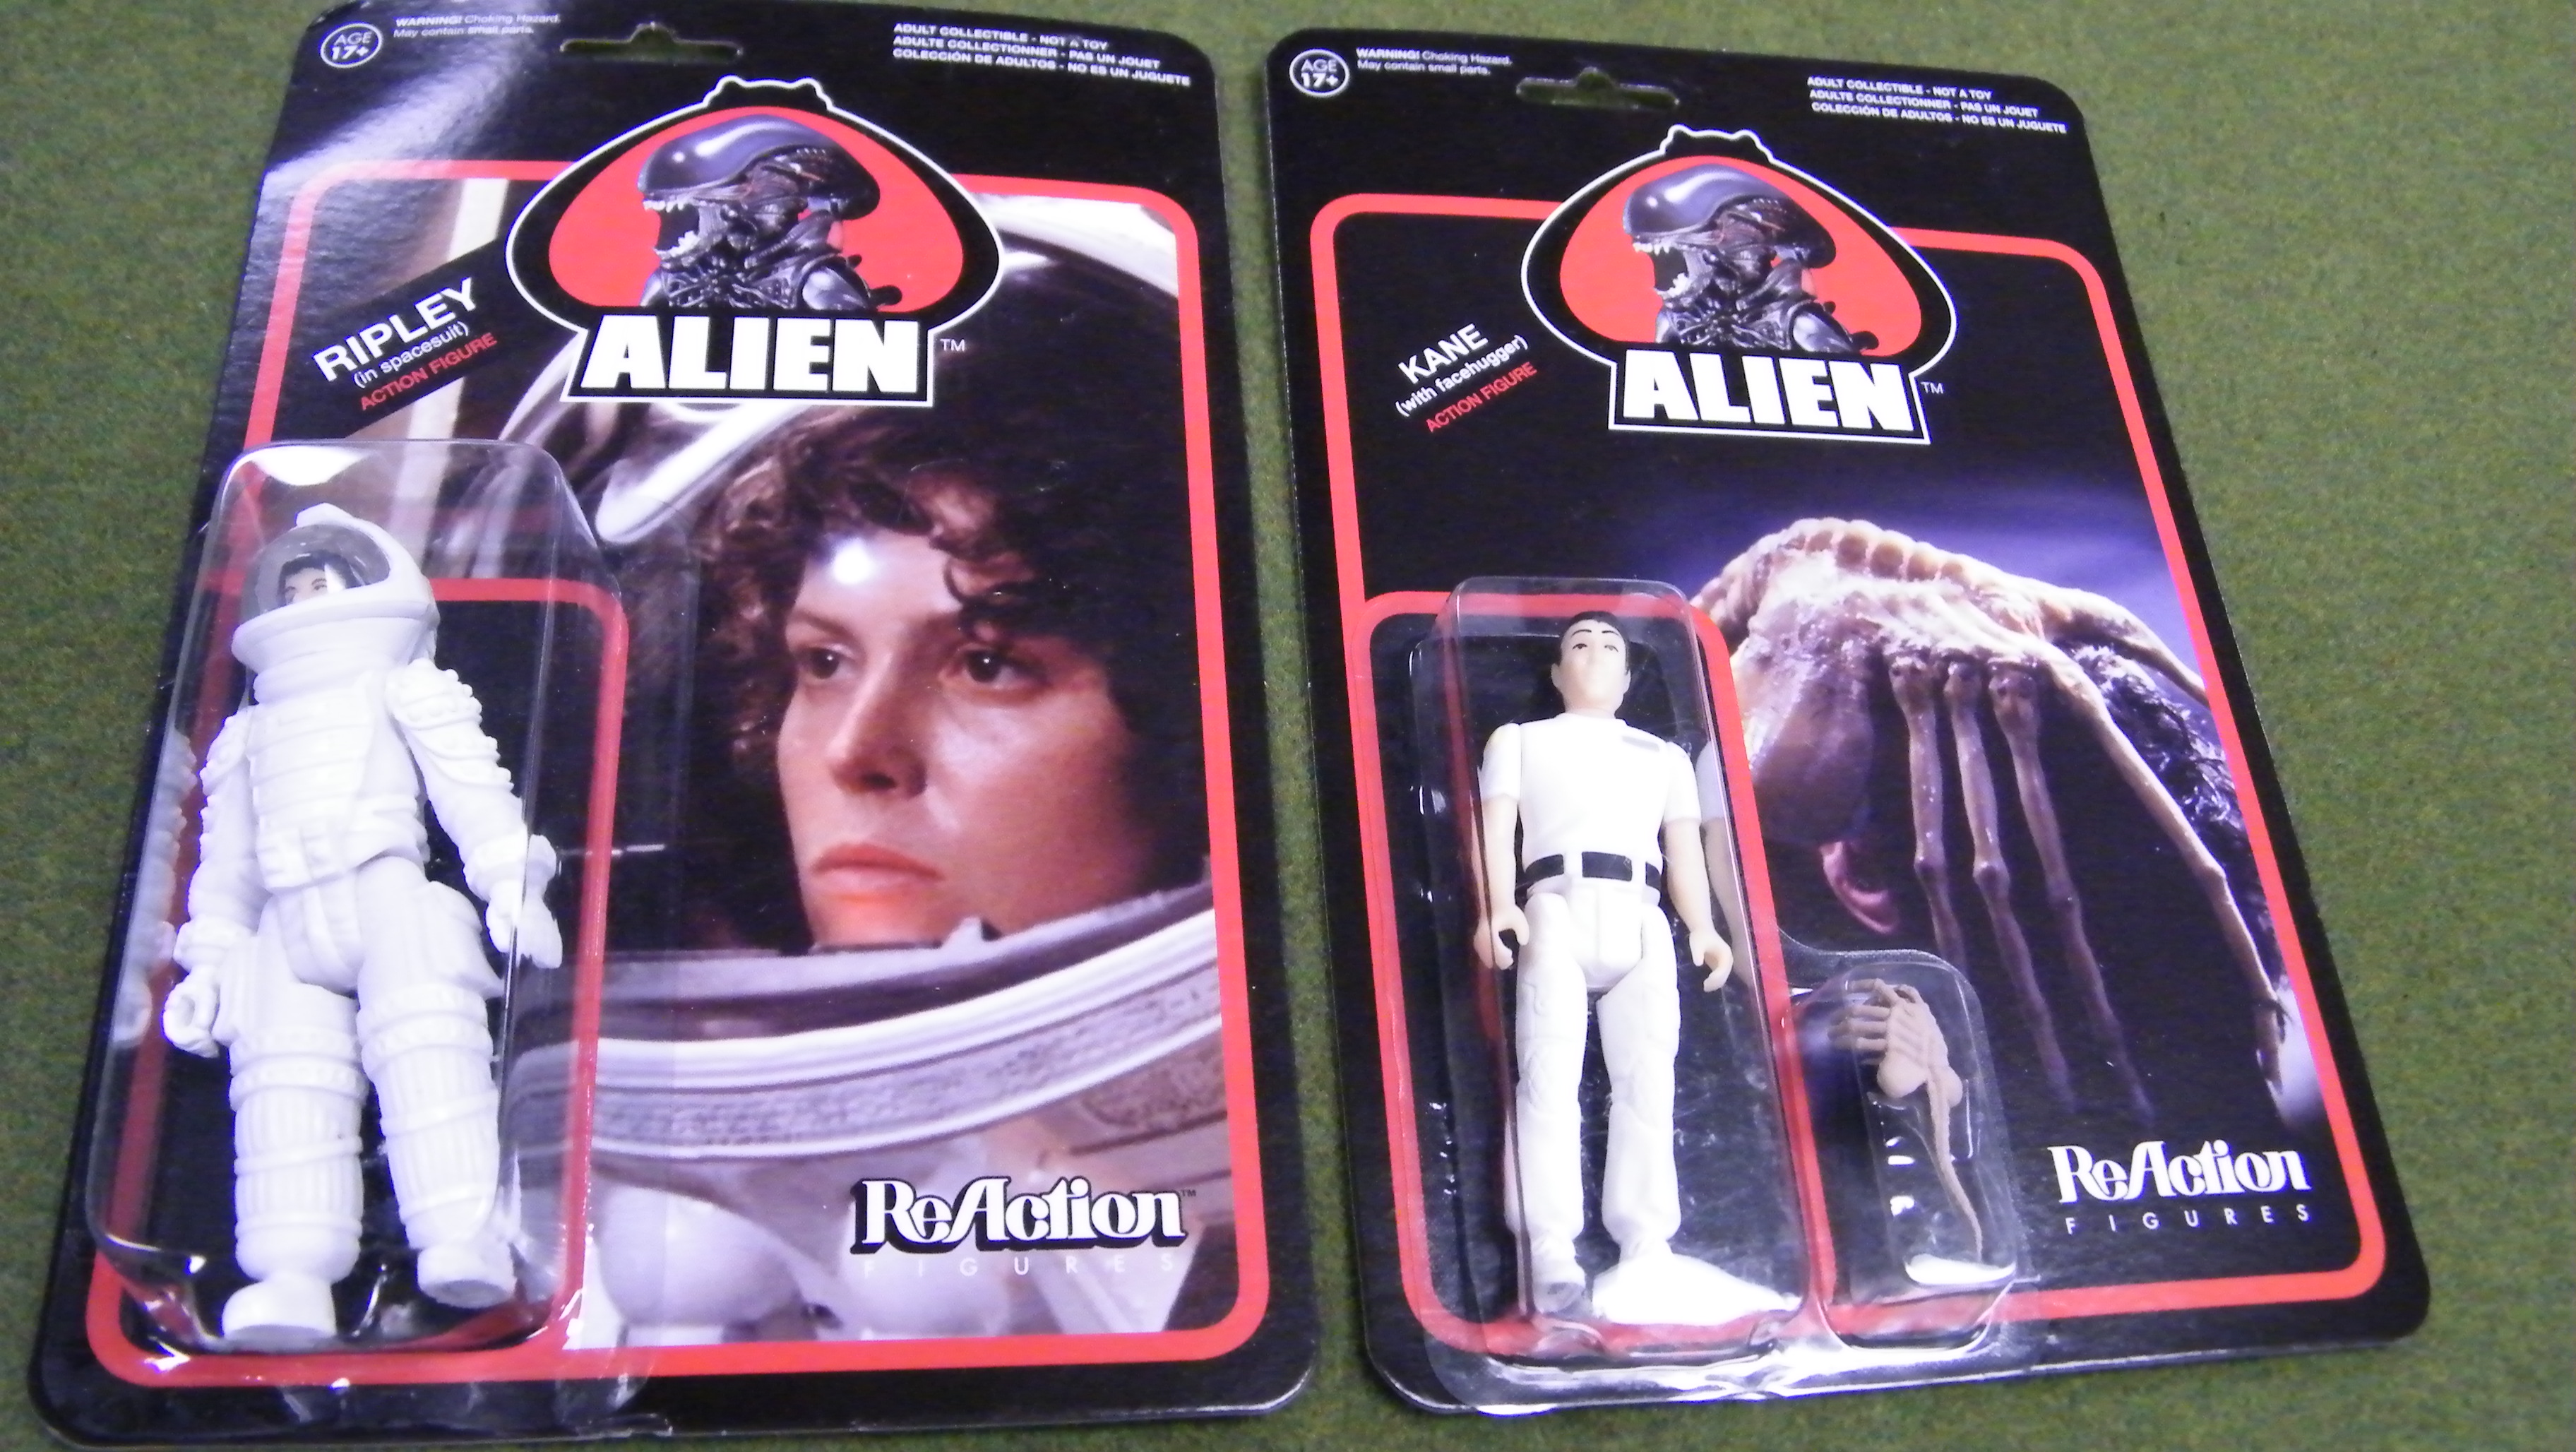 AGE
17+
WARNING! Choking Hazard.
May contain small parts.
ADULT COLLECTIBLE - NOT A TOY
ADULTE COLLECTIONNER - PAS UN JOUET
COLECCIÓN DE ADULTOS - NO ES UN JUGUETE
RIPLEY
(in spacesuit)
ACTION FIGURE
ALIEN™
ReAction™
FIGURES
AGE
17+
WARNING! Choking Hazard.
May contain small parts.
ADULT COLLECTIBLE - NOT A TOY
ADULTE COLLECTIONNER - PAS UN JOUET
COLECCIÓN DE ADULTOS - NO ES UN JUGUETE
KANE
(with facehugger)
ACTION FIGURE
ALIEN™
ReAction
FIGURES